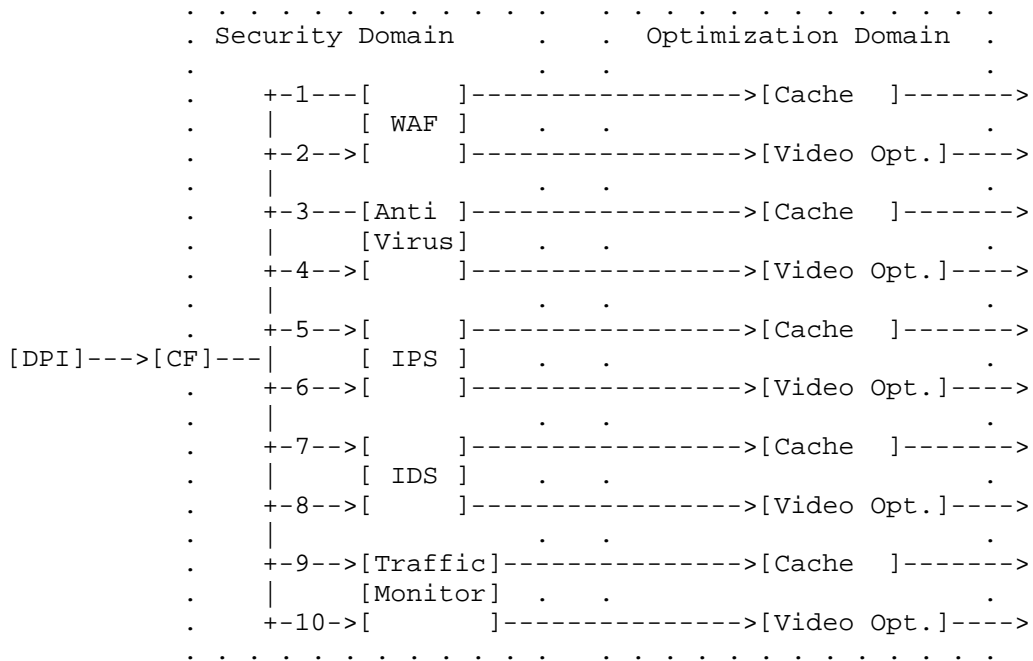 . . . . . . . . . . . .   . . . . . . . . . . . . .
. Security Domain     .   .  Optimization Domain  .
.                     .   .                       .
.    +-1---[     ]----------------->[Cache  ]------->
.    |     [ WAF ]    .   .                       .
.    +-2-->[     ]----------------->[Video Opt.]---->
.    |                .   .                       .
.    +-3---[Anti ]----------------->[Cache  ]------->
.    |     [Virus]    .   .                       .
.    +-4-->[     ]----------------->[Video Opt.]---->
.    |                .   .                       .
.    +-5-->[     ]----------------->[Cache  ]------->
[DPI]--->[CF]---|     [ IPS ]    .   .                       .
.    +-6-->[     ]----------------->[Video Opt.]---->
.    |                .   .                       .
.    +-7-->[     ]----------------->[Cache  ]------->
.    |     [ IDS ]    .   .                       .
.    +-8-->[     ]----------------->[Video Opt.]---->
.    |                .   .                       .
.    +-9-->[Traffic]--------------->[Cache  ]------->
.    |     [Monitor]  .   .                       .
.    +-10->[       ]--------------->[Video Opt.]---->
. . . . . . . . . . . .   . . . . . . . . . . . . .